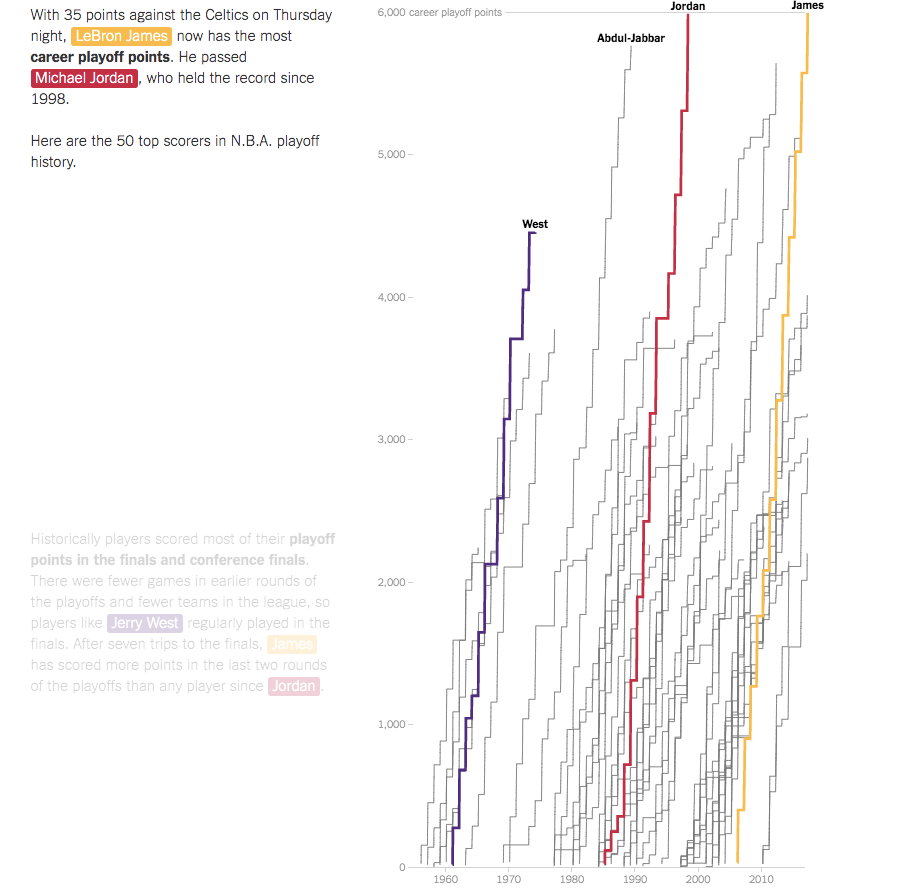 With 35 points against the Celtics on Thursday
night, LeBron James now has the most
career playoff points. He passed
Michael Jordan, who held the record since
1998.
Here are the 50 top scorers in N.B.A. playoff
history.
Historically players scored most of their playoff
points in the finals and conference finals.
There were fewer games in earlier rounds of
the playoffs and fewer teams in the league, so
players like Jerry West regularly played in the
finals. After seven trips to the finals, James
has scored more points in the last two rounds
of the playoffs than any player since Jordan.
6,000 career playoff points
Jordan
James
Abdul-Jabbar
5,000
West
4,000
3,000
2,000
1,000
0
1960 1970 1980 1990 2000 2010